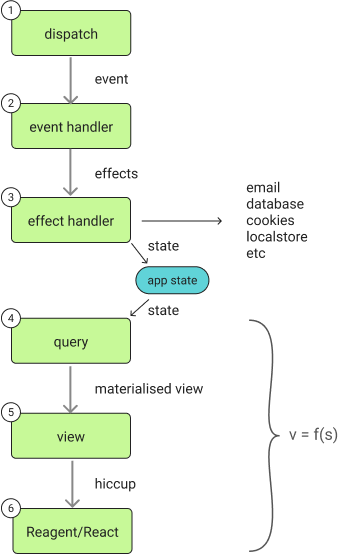 1
dispatch
event
2
event handler
effects
3
effect handler
email
database
cookies
localstore
etc
state
app state
state
4
query
materialised view
5
view
v = f(s)
hiccup
6
Reagent/React